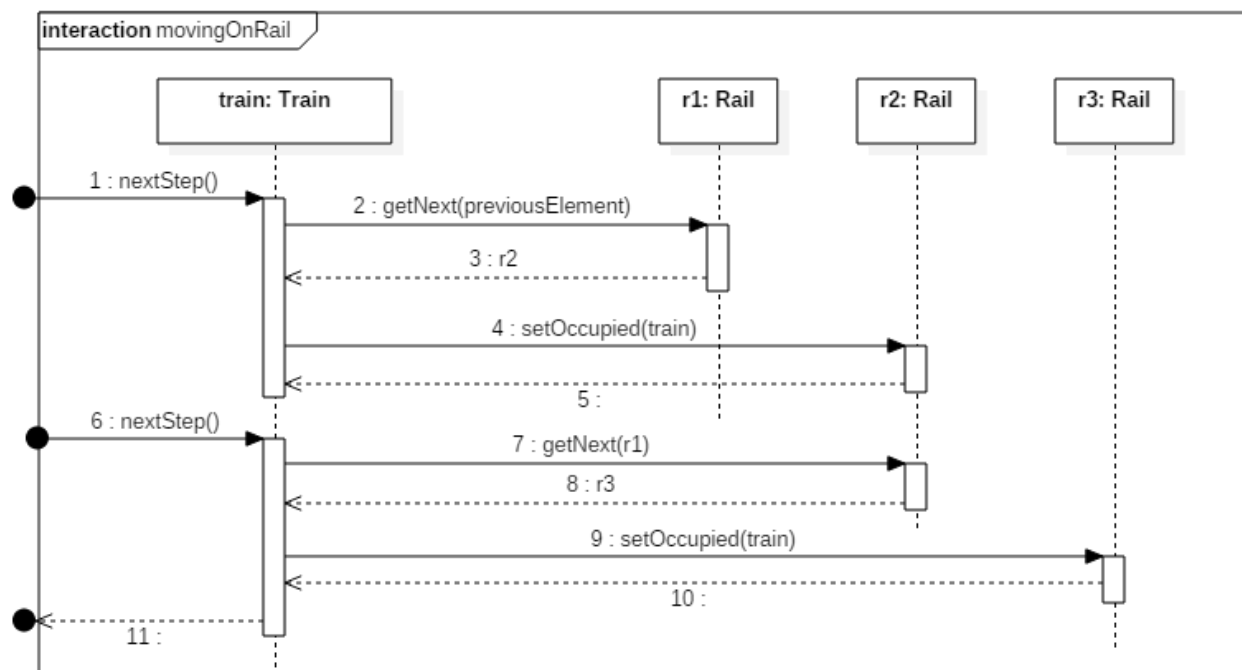 interaction movingOnRail
train: Train
r1: Rail
r2: Rail
r3: Rail
1 : nextStep()
2 : getNext(previousElement)
3 : r2
4 : setOccupied(train)
5 :
6 : nextStep()
7 : getNext(r1)
8 : r3
9 : setOccupied(train)
10 :
11 :